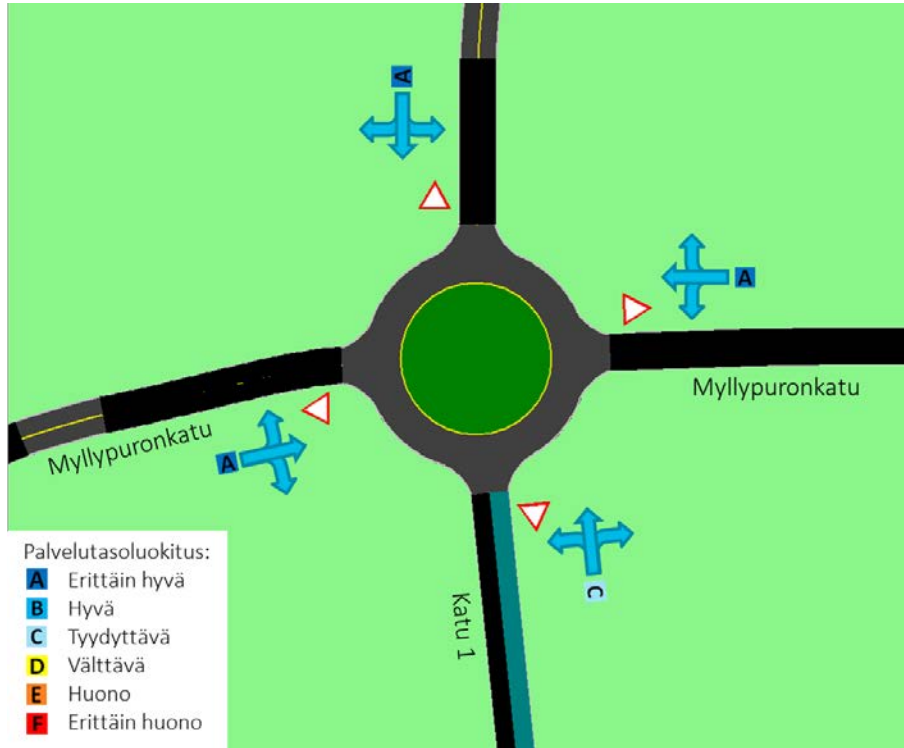 A
A
Myllypuronkatu
Myllypuronkatu
A
C
Katu 1
Palvelutasoluokitus:
A Erittäin hyvä
B Hyvä
C Tyydyttävä
D Välttävä
E Huono
F Erittäin huono